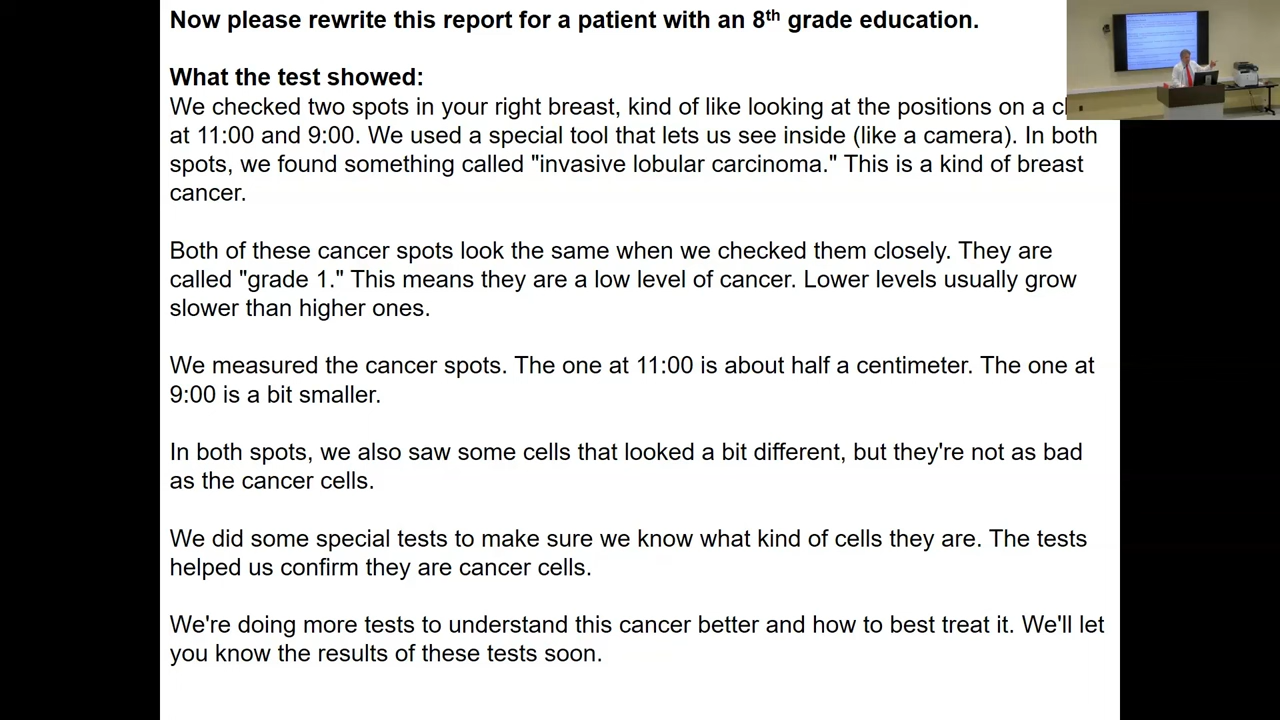 Now please rewrite this report for a patient with an 8th grade education.
What the test showed:
We checked two spots in your right breast, kind of like looking at the positions on a
at 11:00 and 9:00. We used a special tool that lets us see inside (like a camera). In both
spots, we found something called "invasive lobular carcinoma." This is a kind of breast
cancer.
Both of these cancer spots look the same when we checked them closely. They are
called "grade 1." This means they are a low level of cancer. Lower levels usually grow
slower than higher ones.
We measured the cancer spots. The one at 11:00 is about half a centimeter. The one at
9:00 is a bit smaller.
In both spots, we also saw some cells that looked a bit different, but they're not as bad
as the cancer cells.
We did some special tests to make sure we know what kind of cells they are. The tests
helped us confirm they are cancer cells.
We're doing more tests to understand this cancer better and how to best treat it. We'll let
you know the results of these tests soon.